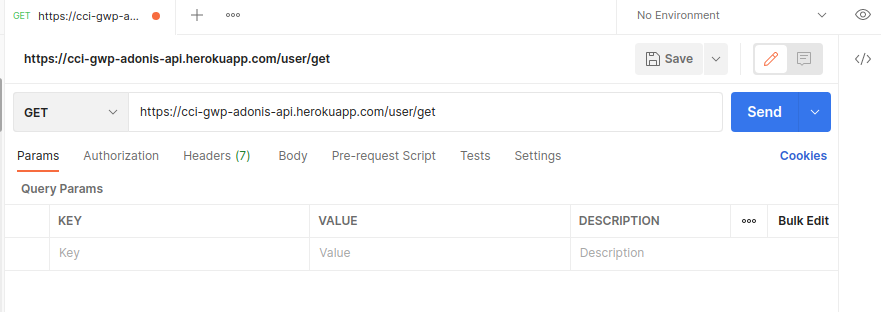 GET https://cci-gwp-a... No Environment
https://cci-gwp-adonis-api.herokuapp.com/user/get Save
GET https://cci-gwp-adonis-api.herokuapp.com/user/get Send
Params Authorization Headers (7) Body Pre-request Script Tests Settings Cookies
Query Params
KEY VALUE DESCRIPTION Bulk Edit
Key Value Description